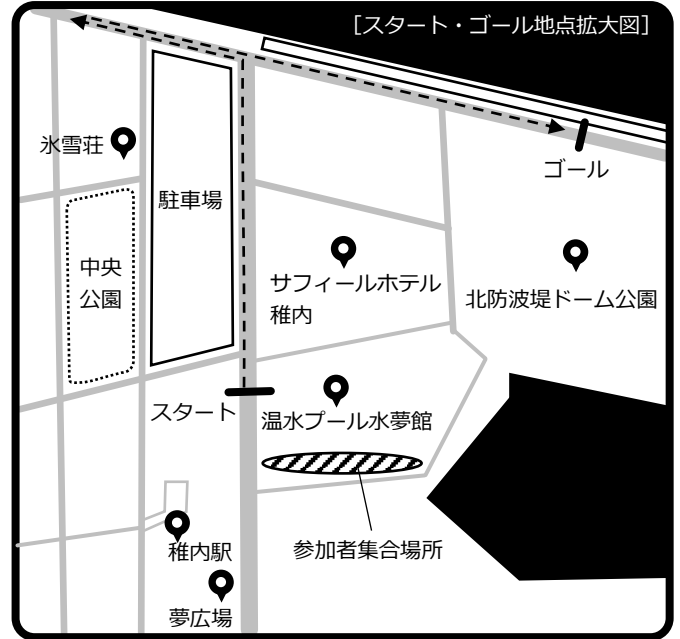 [スタート・ゴール地点拡大図]
氷雪荘
駐車場
ゴール
中央
公園
サフィールホテル
稚内
北防波堤ドーム公園
スタート
温水プール水夢館
稚内駅
参加者集合場所
夢広場